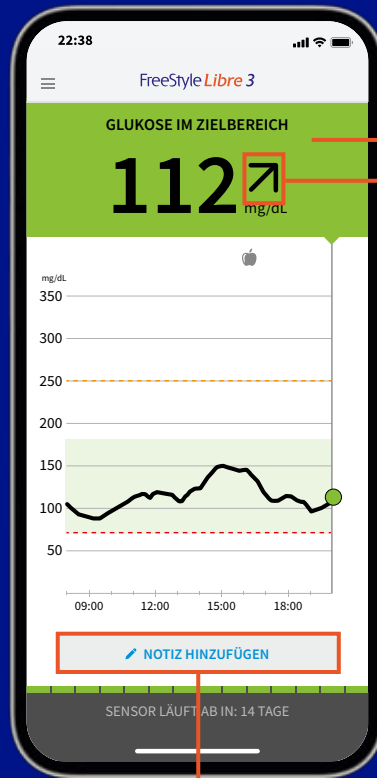 22:38
FreeStyle Libre 3
GLUKOSE IM ZIELBEREICH
112
mg/dL
mg/dL
350
300
250
200
150
100
50
09:00 12:00 15:00 18:00
NOTIZ HINZUFÜGEN
SENSOR LÄUFT AB IN: 14 TAGE